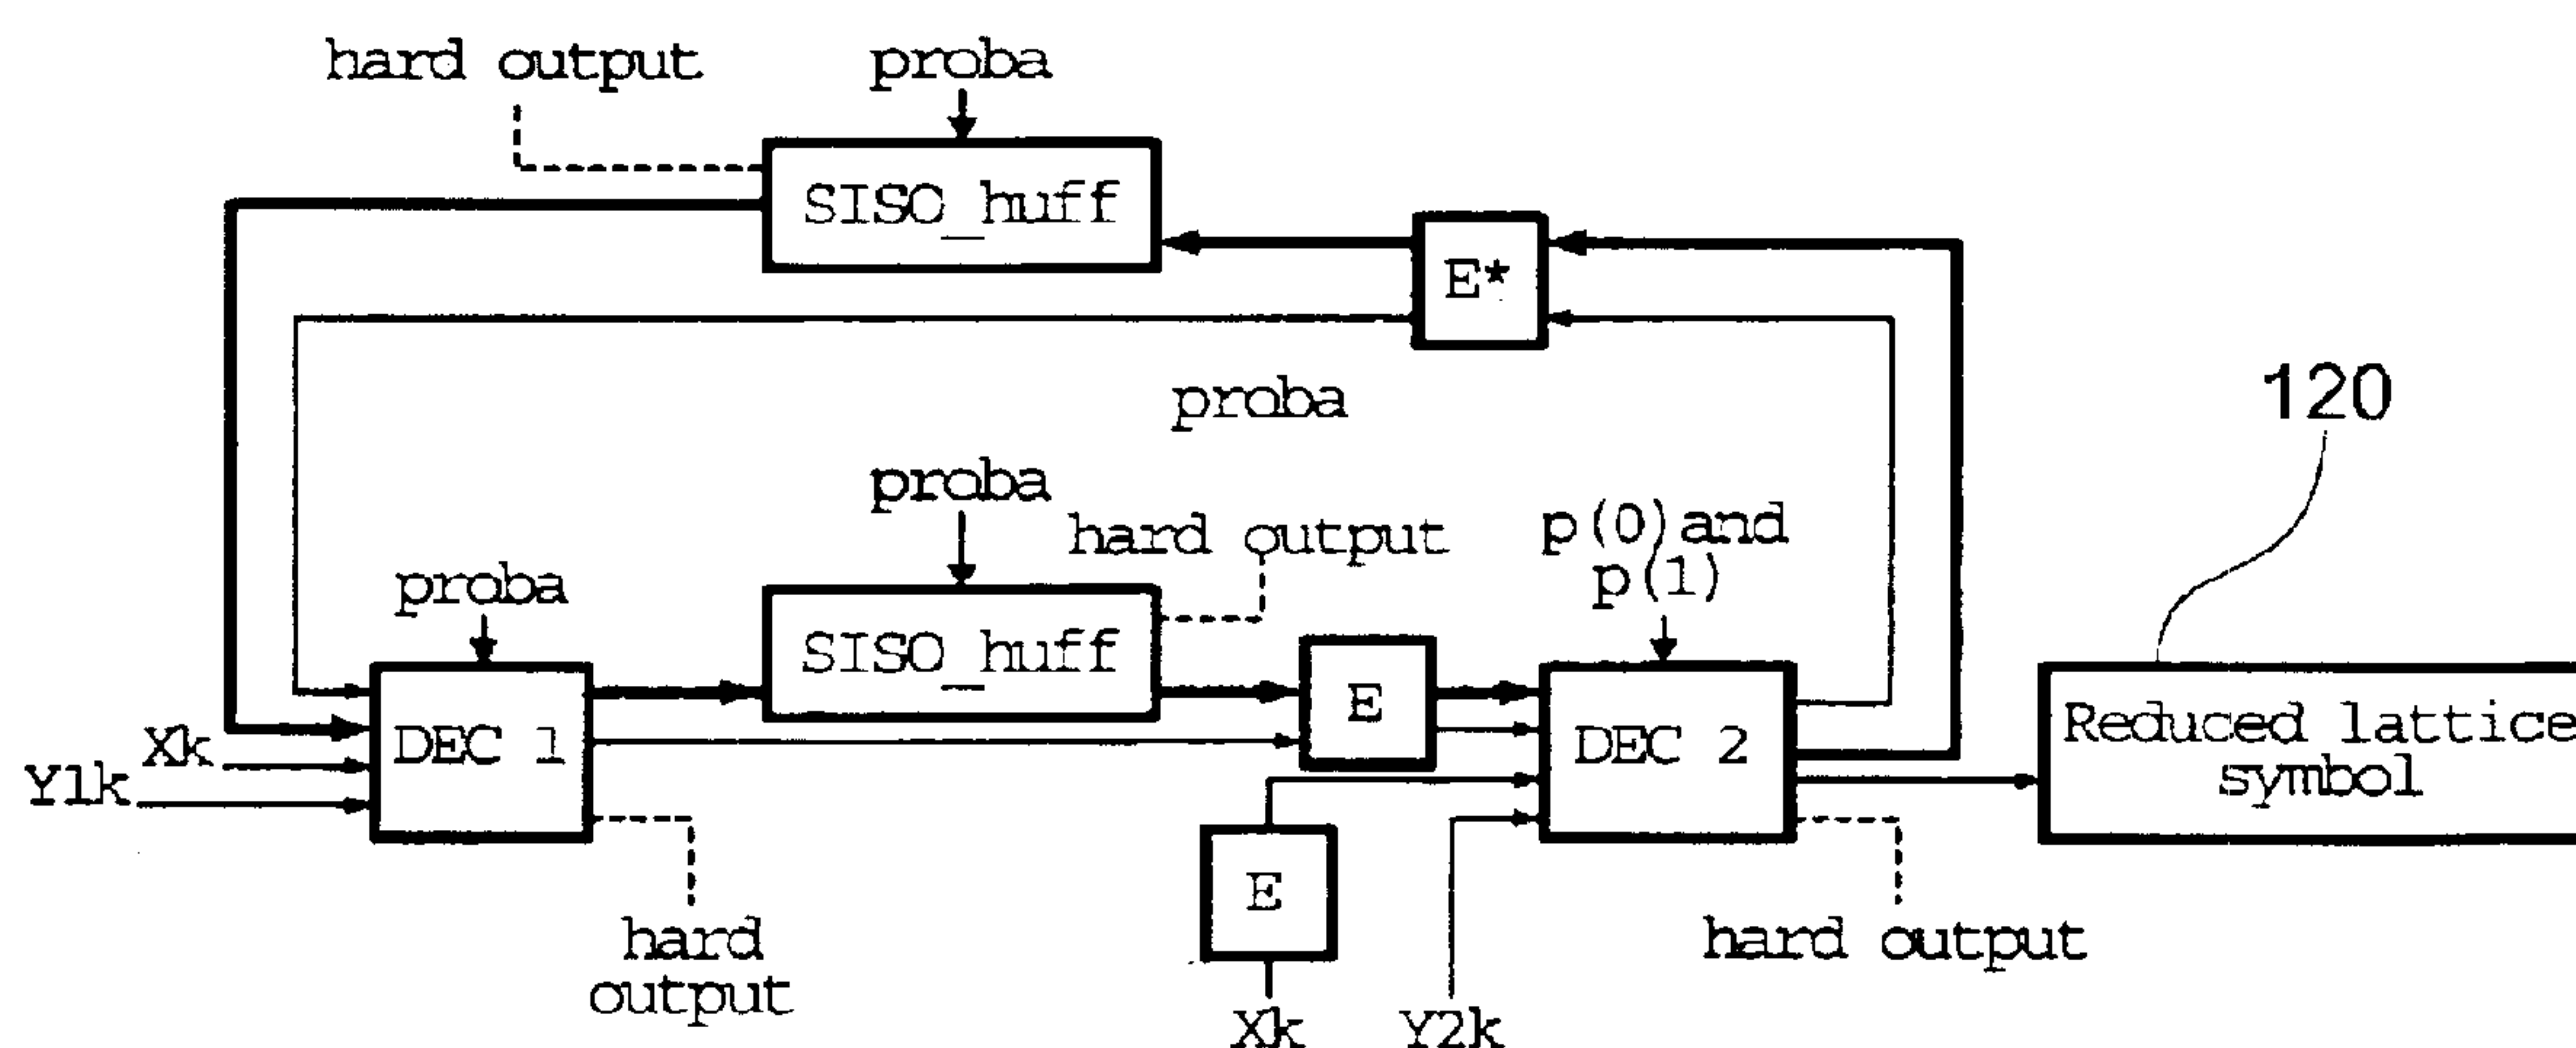 hard output
proba
SISO_huff
E*
proba
120
proba
hard output
p(0)and
p(1)
proba
SISO_huff
E
DEC 1
DEC 2
Reduced lattice
symbol
Xk
Y1k
E
hard
output
hard output
Xk
Y2k